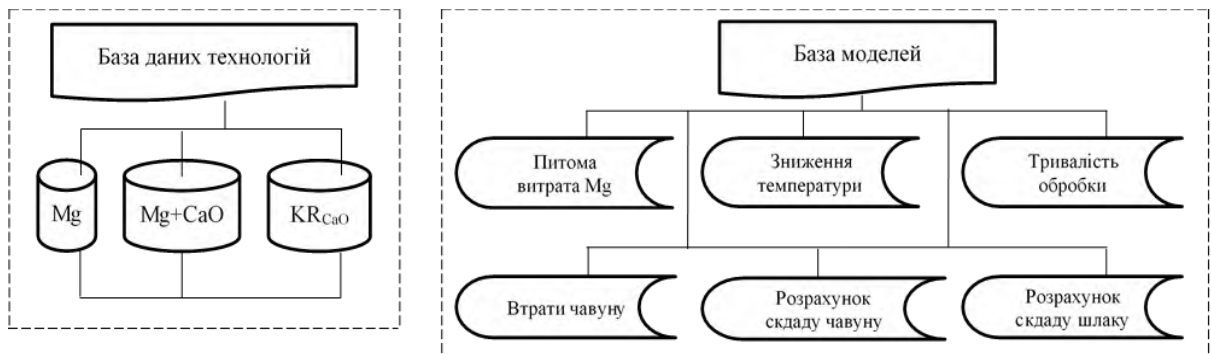 База даних технологій
Mg
Mg+CaO
KRCaO
База моделей
Питома
витрата Mg
Зниження
температури
Тривалість
обробки
Втрати чавуну
Розрахунок
скдаду чавуну
Розрахунок
скдаду шлаку